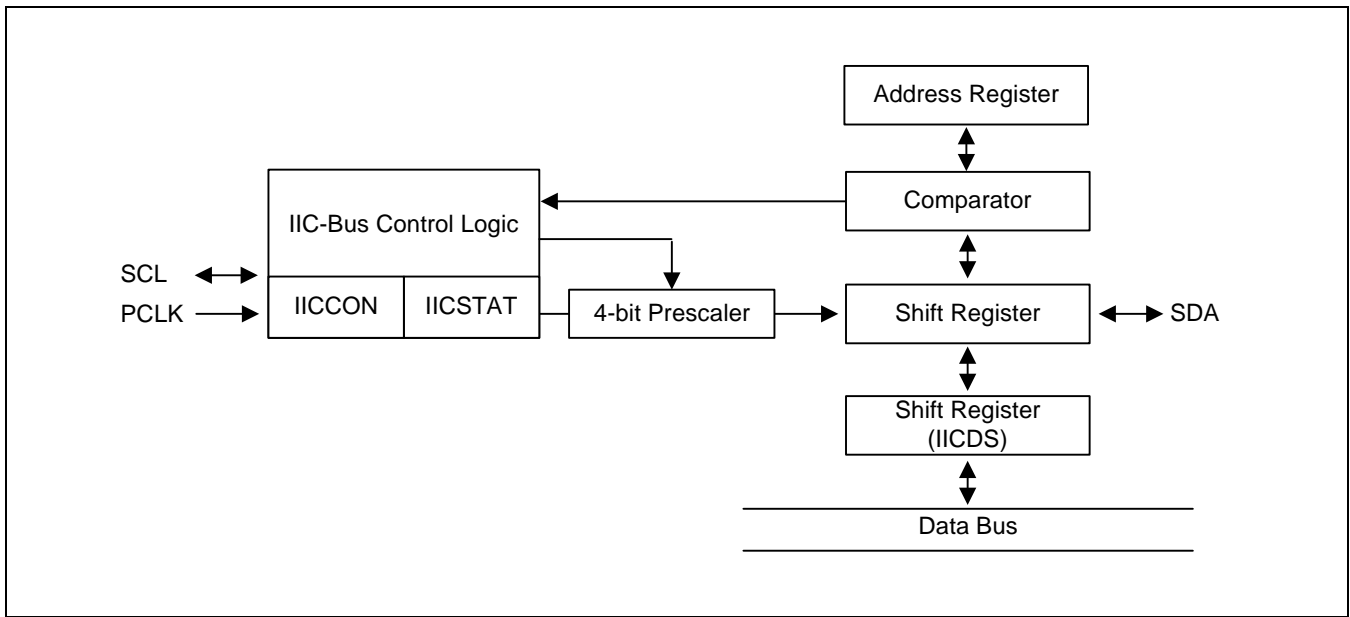 Address Register
Comparator
IIC-Bus Control Logic
SCL
PCLK
IICCON
IICSTAT
4-bit Prescaler
Shift Register
SDA
Shift Register
(IICDS)
Data Bus